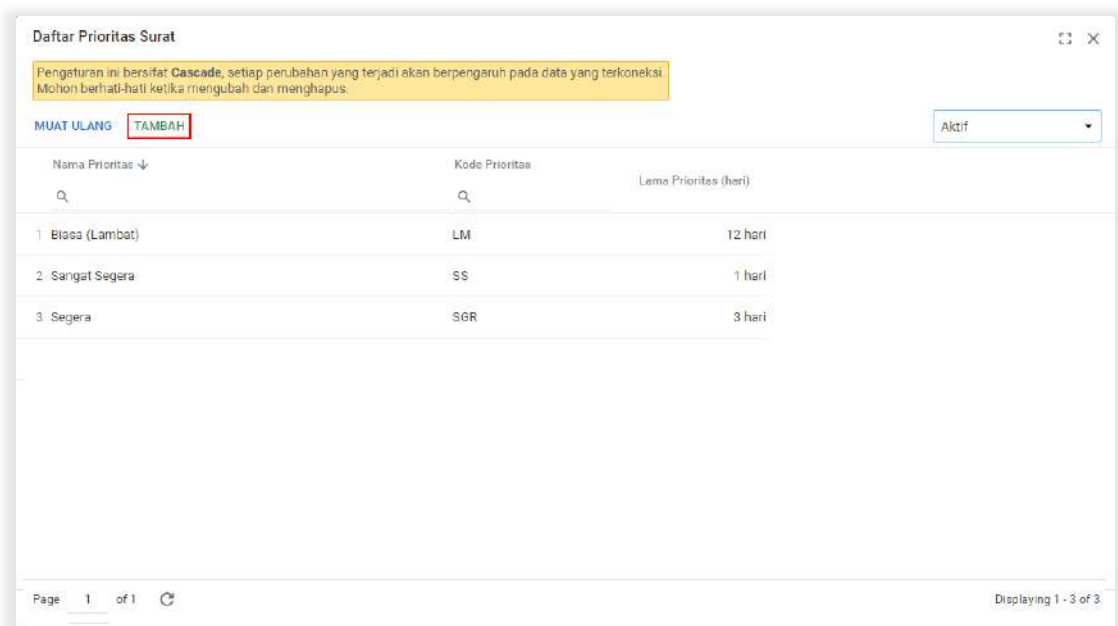 Daftar Prioritas Surat
Pengaturan ini bersifat Cascade, setiap perubahan yang terjadi akan berpengaruh pada data yang terkoneksi.
Mohon berhati-hati ketika mengubah dan menghapus.
MUAT ULANG TAMBAH Aktif
Nama Prioritas Kode Prioritas Lama Prioritas (hari)
1 Biasa (Lambat) LM 12 hari
2 Sangat Segera SS 1 hari
3 Segera SGR 3 hari
Page 1 of 1 Displaying 1 - 3 of 3